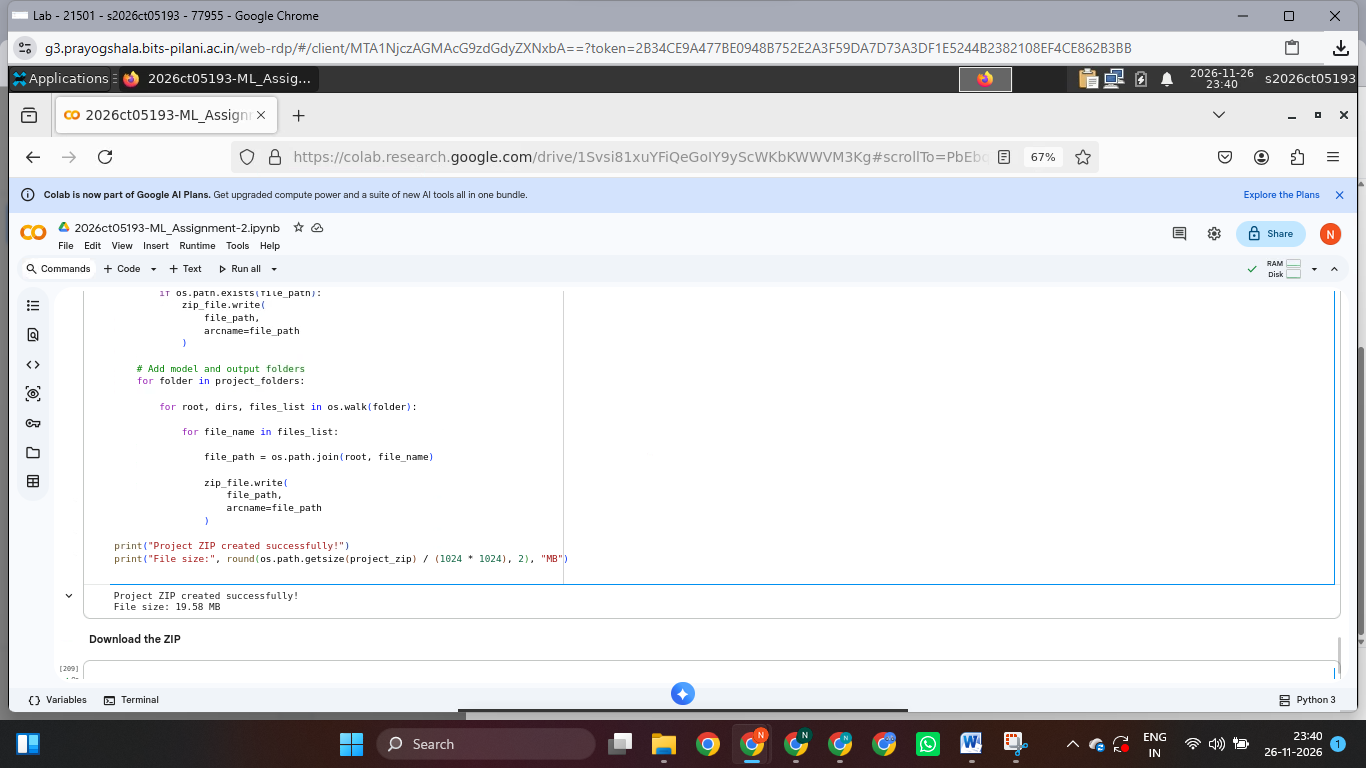 Lab - 21501 - s2026ct05193 - 77955 - Google Chrome
g3.prayogshala.bits-pilani.ac.in/web-rdp/#/client/MTA1NjczAGMAcG9zdGdyZXNxbA==?token=2B34CE9A477BE0948B752E2A3F59DA7D73A3DF1E5244B2382108EF4CE862B3BB
Applications
2026ct05193-ML_Assig...
2026-11-26
23:40
s2026ct05193
2026ct05193-ML_Assign
https://colab.research.google.com/drive/1Svsi81xuYFiQeGoIY9yScWKbKWWVM3Kg#scrollTo=PbEbq
67%
Colab is now part of Google AI Plans. Get upgraded compute power and a suite of new AI tools all in one bundle.
Explore the Plans
2026ct05193-ML_Assignment-2.ipynb
File Edit View Insert Runtime Tools Help
Share
N
Commands + Code + Text Run all
RAM
Disk
if os.path.exists(file_path):
zip_file.write(
file_path,
arcname=file_path
)
# Add model and output folders
for folder in project_folders:
for root, dirs, files_list in os.walk(folder):
for file_name in files_list:
file_path = os.path.join(root, file_name)
zip_file.write(
file_path,
arcname=file_path
)
print("Project ZIP created successfully!")
print("File size:", round(os.path.getsize(project_zip) / (1024 * 1024), 2), "MB")
Project ZIP created successfully!
File size: 19.58 MB
Download the ZIP
[209]
Variables Terminal
Python 3
Search
N
N
ENG
IN
23:40
26-11-2026
1